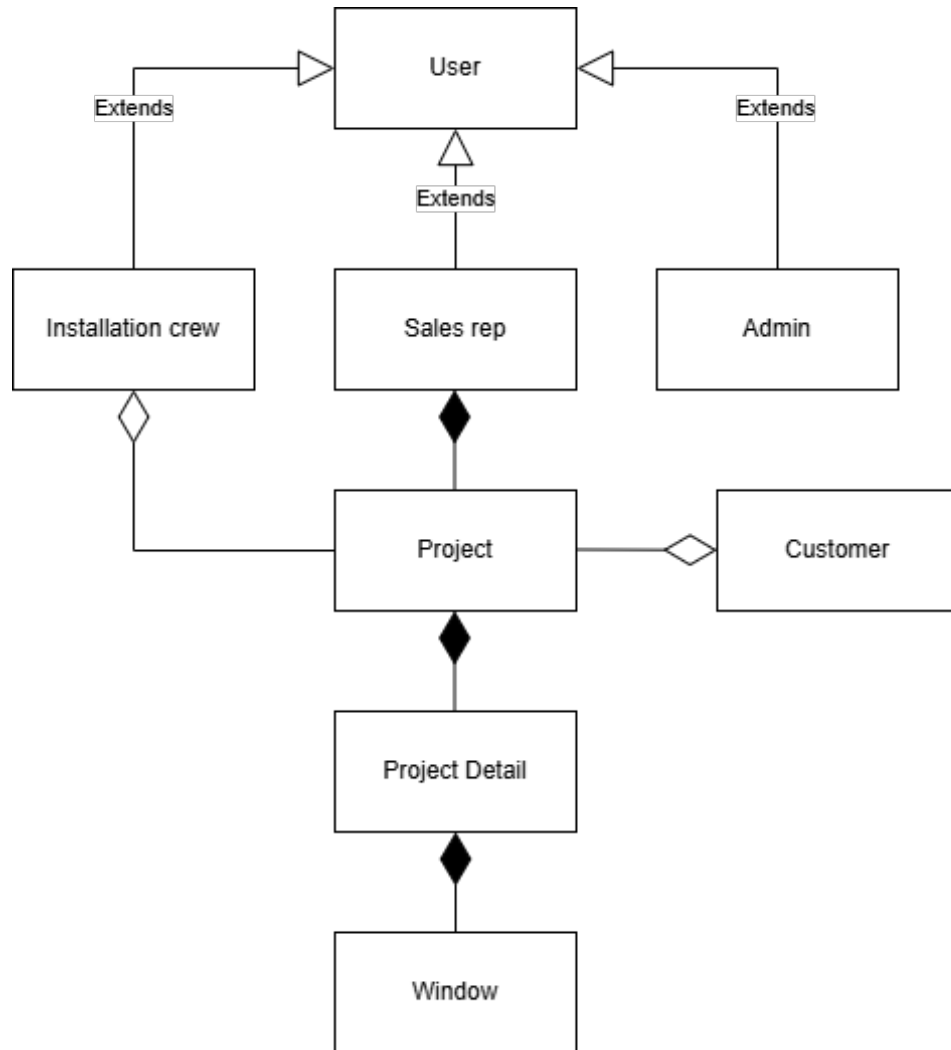 User
Extends
Extends
Extends
Installation crew
Sales rep
Admin
Project
Customer
Project Detail
Window